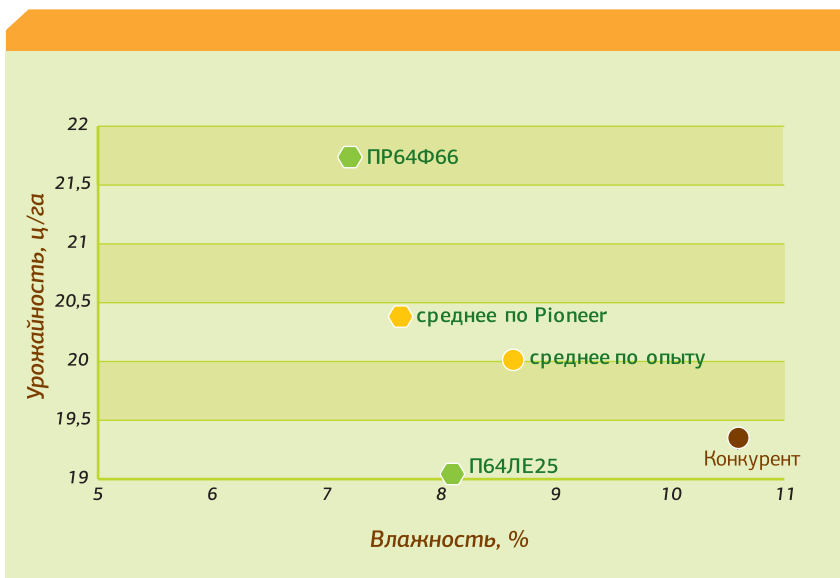 22
ПР64Ф66
21,5
21
20,5
среднее по Pioneer
20
среднее по опыту
19,5
Конкурент
П64ЛЕ25
19
5 6 7 8 9 10 11
Урожайность, ц/га
Влажность, %